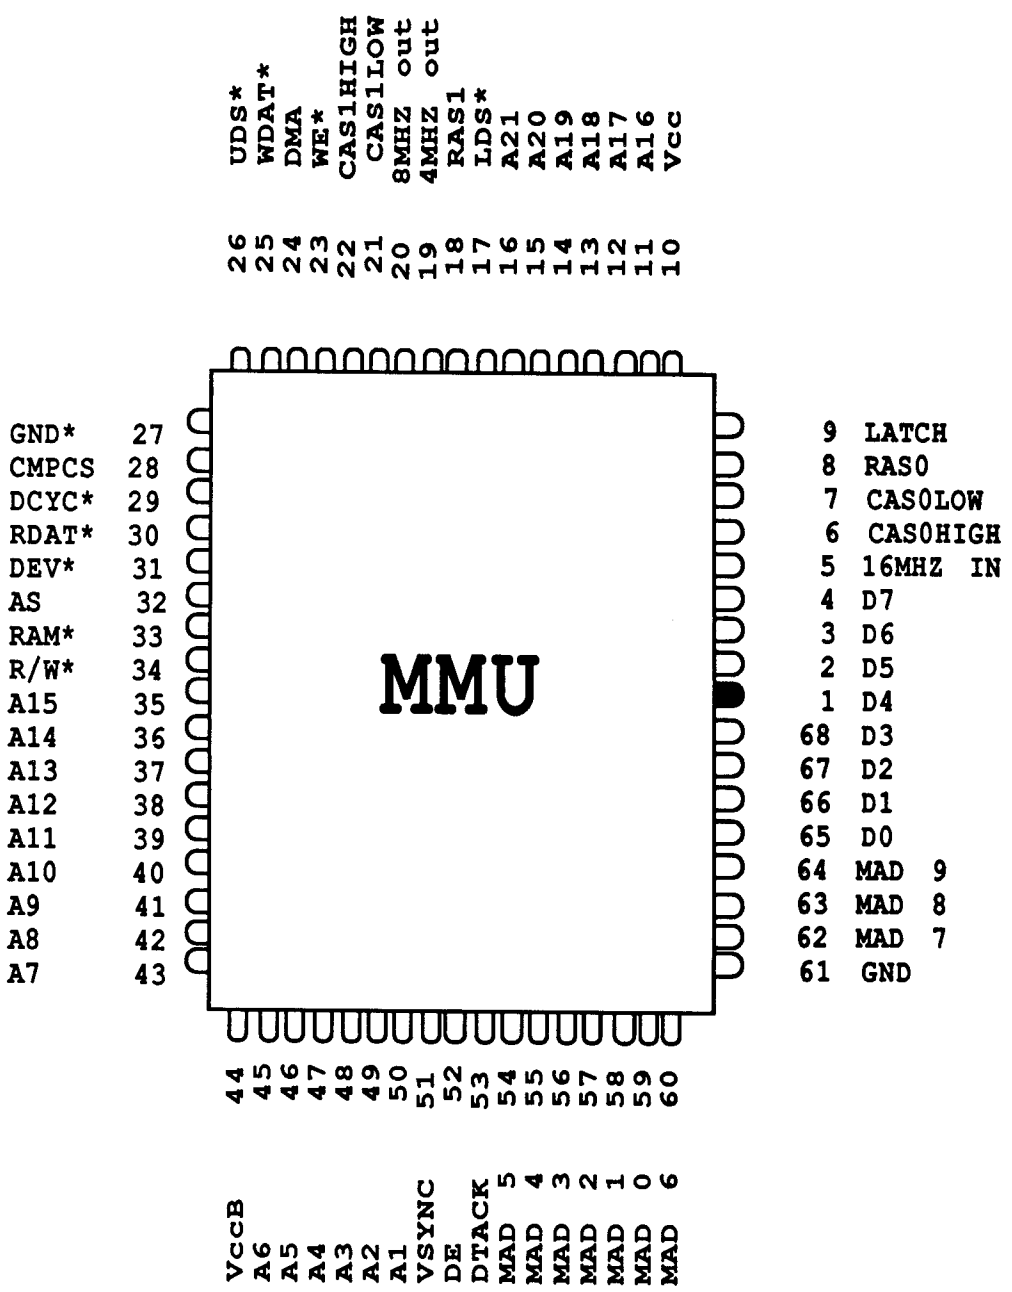 UDS* 26
WDAT* 25
DMA 24
WE* 23
CAS1HIGH 22
CAS1LOW 21
8MHZ out 20
4MHZ out 19
RAS1 18
LDS* 17
A21 16
A20 15
A19 14
A18 13
A17 12
A16 11
Vcc 10
GND* 27
CMPCS 28
DCYC* 29
RDAT* 30
DEV* 31
AS 32
RAM* 33
R/W* 34
A15 35
A14 36
A13 37
A12 38
A11 39
A10 40
A9 41
A8 42
A7 43
MMU
9 LATCH
8 RAS0
7 CAS0LOW
6 CAS0HIGH
5 16MHZ IN
4 D7
3 D6
2 D5
1 D4
68 D3
67 D2
66 D1
65 D0
64 MAD 9
63 MAD 8
62 MAD 7
61 GND
44 VccB
45 A6
46 A5
47 A4
48 A3
49 A2
50 A1
51 VSYNC
52 DE
53 DTACK
54 MAD 5
55 MAD 4
56 MAD 3
57 MAD 2
58 MAD 1
59 MAD 0
60 MAD 6